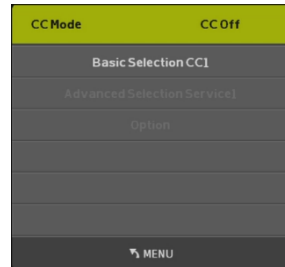 CC Mode CC Off
Basic Selection CC1
Advanced Selection Service1
Option
MENU